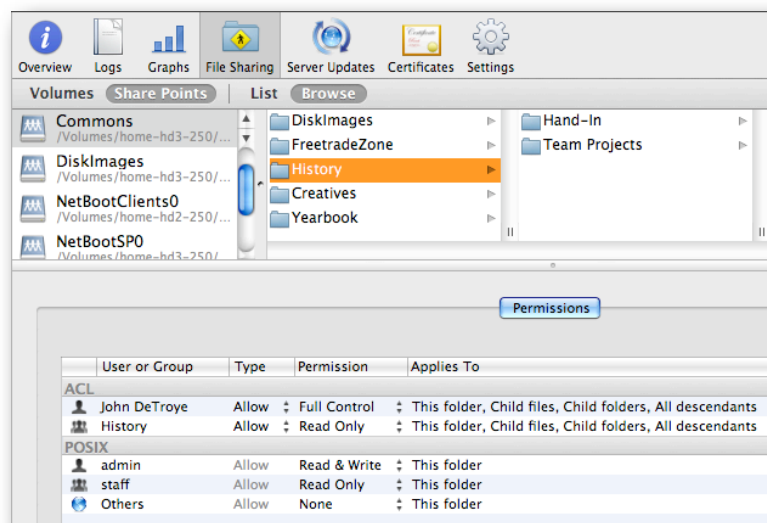 Overview Logs Graphs File Sharing Server Updates Certificates Settings
Volumes Share Points List Browse
Commons
/Volumes/home-hd3-250/...
DiskImages
/Volumes/home-hd3-250/...
NetBootClients0
/Volumes/home-hd2-250/...
NetBootSP0
/Volumes/home-hd3-250/
DiskImages
FreetradeZone
History
Creatives
Yearbook
Hand-In
Team Projects
Permissions
User or Group Type Permission Applies To
ACL
John DeTroye Allow Full Control This folder, Child files, Child folders, All descendants
History Allow Read Only This folder, Child files, Child folders, All descendants
POSIX
admin Allow Read & Write This folder
staff Allow Read Only This folder
Others Allow None This folder